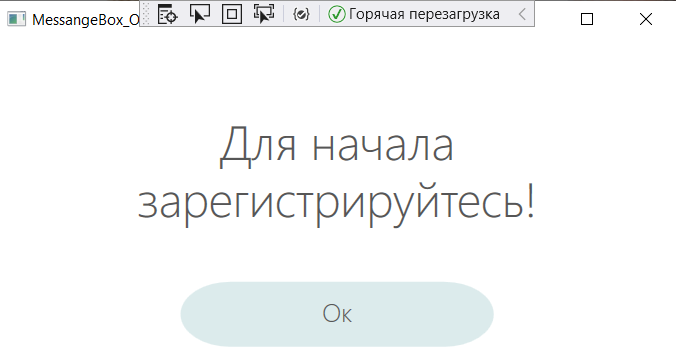 MessangeBox_O
Горячая перезагрузка
Для начала
зарегистрируйтесь!
Ок